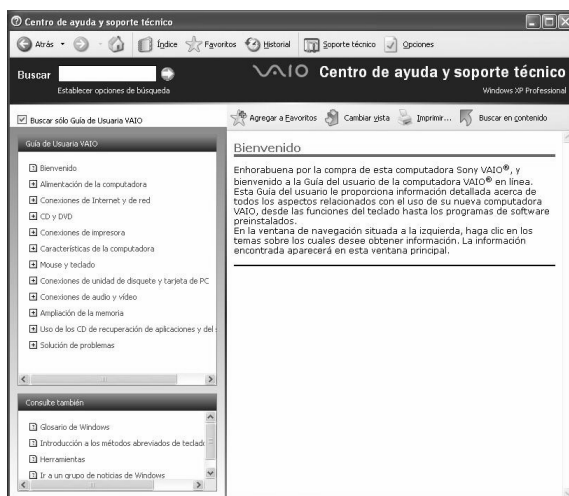 Centro de ayuda y soporte técnico
Atrás
Índice
Favoritos
Historial
Soporte técnico
Opciones
Buscar
Establecer opciones de búsqueda
VAIO Centro de ayuda y soporte técnico
Windows XP Professional
Buscar sólo Guía de Usuaria VAIO
Agregar a Favoritos
Cambiar vista
Imprimir...
Buscar en contenido
Guía de Usuaria VAIO
Bienvenido
Alimentación de la computadora
Conexiones de Internet y de red
CD y DVD
Conexiones de impresora
Características de la computadora
Mouse y teclado
Conexiones de unidad de disquete y tarjeta de PC
Conexiones de audio y vídeo
Ampliación de la memoria
Uso de los CD de recuperación de aplicaciones y del
Solución de problemas
Consulte también
Glosario de Windows
Introducción a los métodos abreviados de teclado
Herramientas
Ir a un grupo de noticias de Windows
Bienvenido
Enhorabuena por la compra de esta computadora Sony VAIO®, y
bienvenido a la Guía del usuario de la computadora VAIO® en línea.
Esta Guía del usuario le proporciona información detallada acerca de
todos los aspectos relacionados con el uso de su nueva computadora
VAIO, desde las funciones del teclado hasta los programas de software
preinstalados.
En la ventana de navegación situada a la izquierda, haga clic en los
temas sobre los cuales desee obtener información. La información
encontrada aparecerá en esta ventana principal.